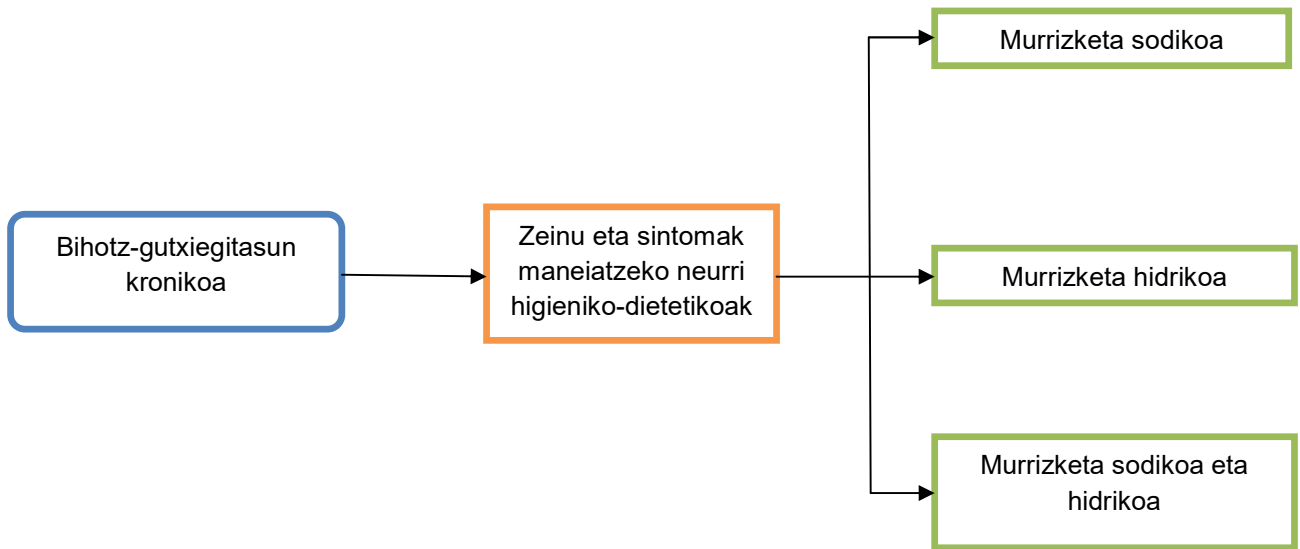 Murrizketa sodikoa
Bihotz-gutxiegitasun
kronikoa
Zeinu eta sintomak
maneiatzeko neurri
higieniko-dietetikoak
Murrizketa hidrikoa
Murrizketa sodikoa eta
hidrikoa